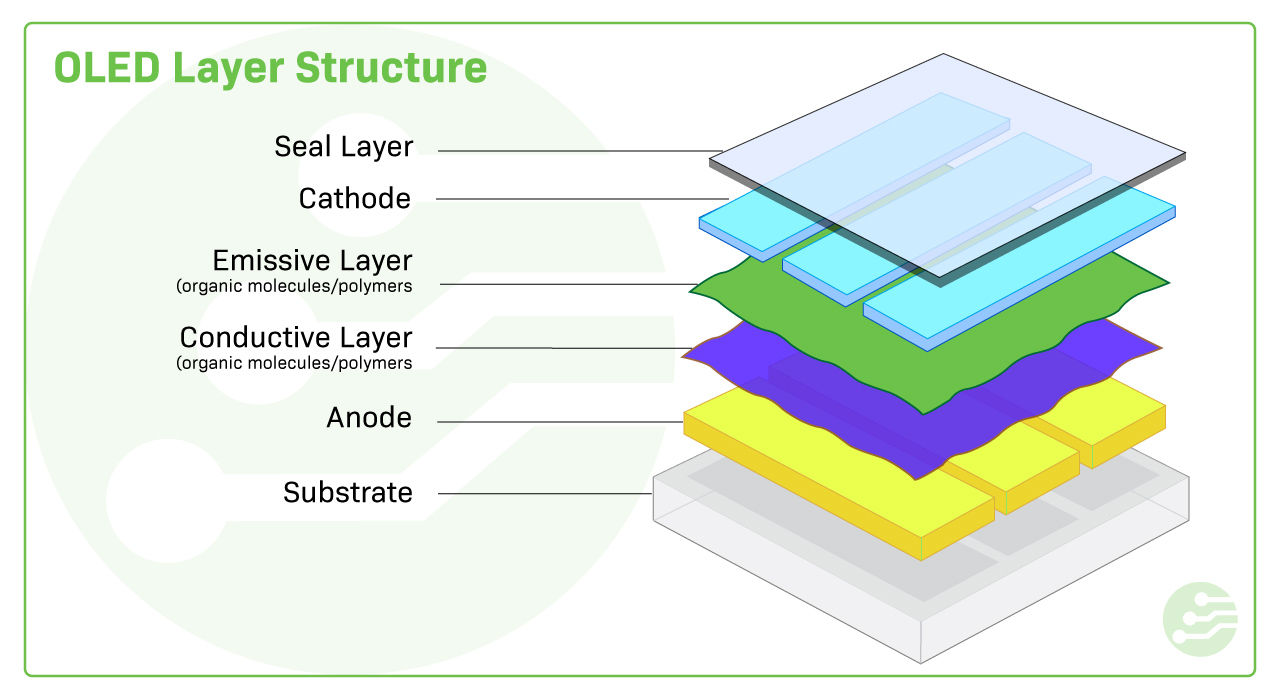 OLED Layer Structure
Seal Layer
Cathode
Emissive Layer
(organic molecules/polymers
Conductive Layer
(organic molecules/polymers
Anode
Substrate